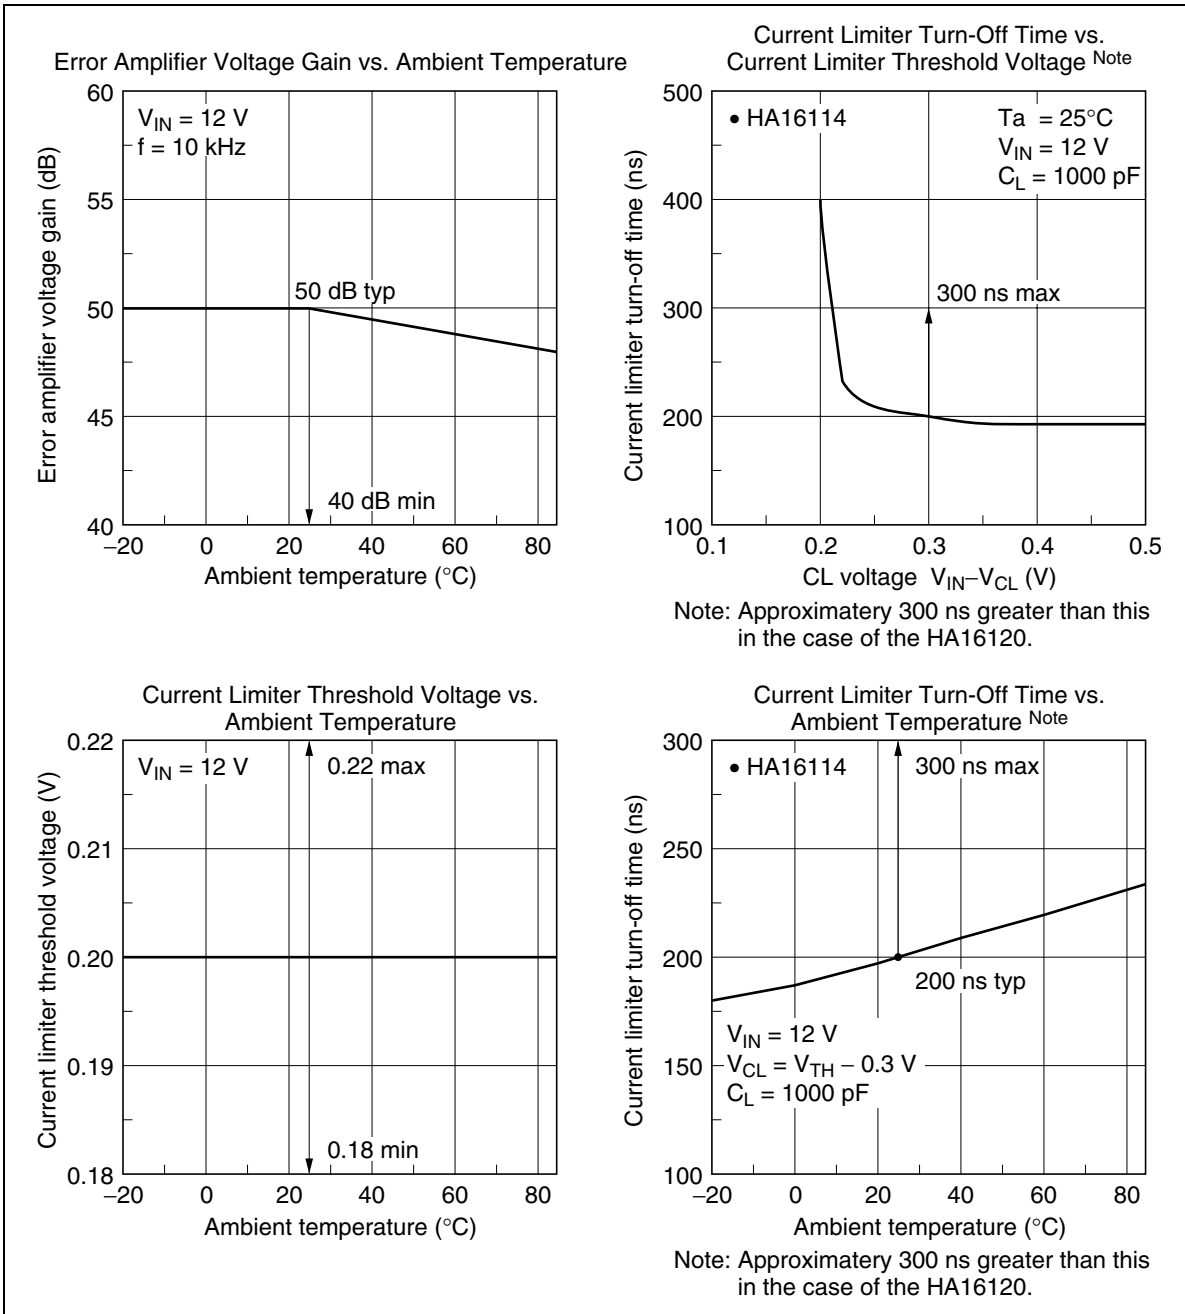 Error Amplifier Voltage Gain vs. Ambient Temperature
60
55
50
45
40
Error amplifier voltage gain (dB)
V_IN = 12 V
f = 10 kHz
50 dB typ
40 dB min
–20 0 20 40 60 80
Ambient temperature (°C)
Current Limiter Turn-Off Time vs.
Current Limiter Threshold Voltage Note
500
400
300
200
100
Current limiter turn-off time (ns)
• HA16114
Ta = 25°C
V_IN = 12 V
C_L = 1000 pF
300 ns max
0.1 0.2 0.3 0.4 0.5
CL voltage V_IN–V_CL (V)
Note: Approximatery 300 ns greater than this
in the case of the HA16120.
Current Limiter Threshold Voltage vs.
Ambient Temperature
0.22
0.21
0.20
0.19
0.18
Current limiter threshold voltage (V)
V_IN = 12 V
0.22 max
0.18 min
–20 0 20 40 60 80
Ambient temperature (°C)
Current Limiter Turn-Off Time vs.
Ambient Temperature Note
300
250
200
150
100
Current limiter turn-off time (ns)
• HA16114
300 ns max
200 ns typ
V_IN = 12 V
V_CL = V_TH – 0.3 V
C_L = 1000 pF
–20 0 20 40 60 80
Ambient temperature (°C)
Note: Approximatery 300 ns greater than this
in the case of the HA16120.